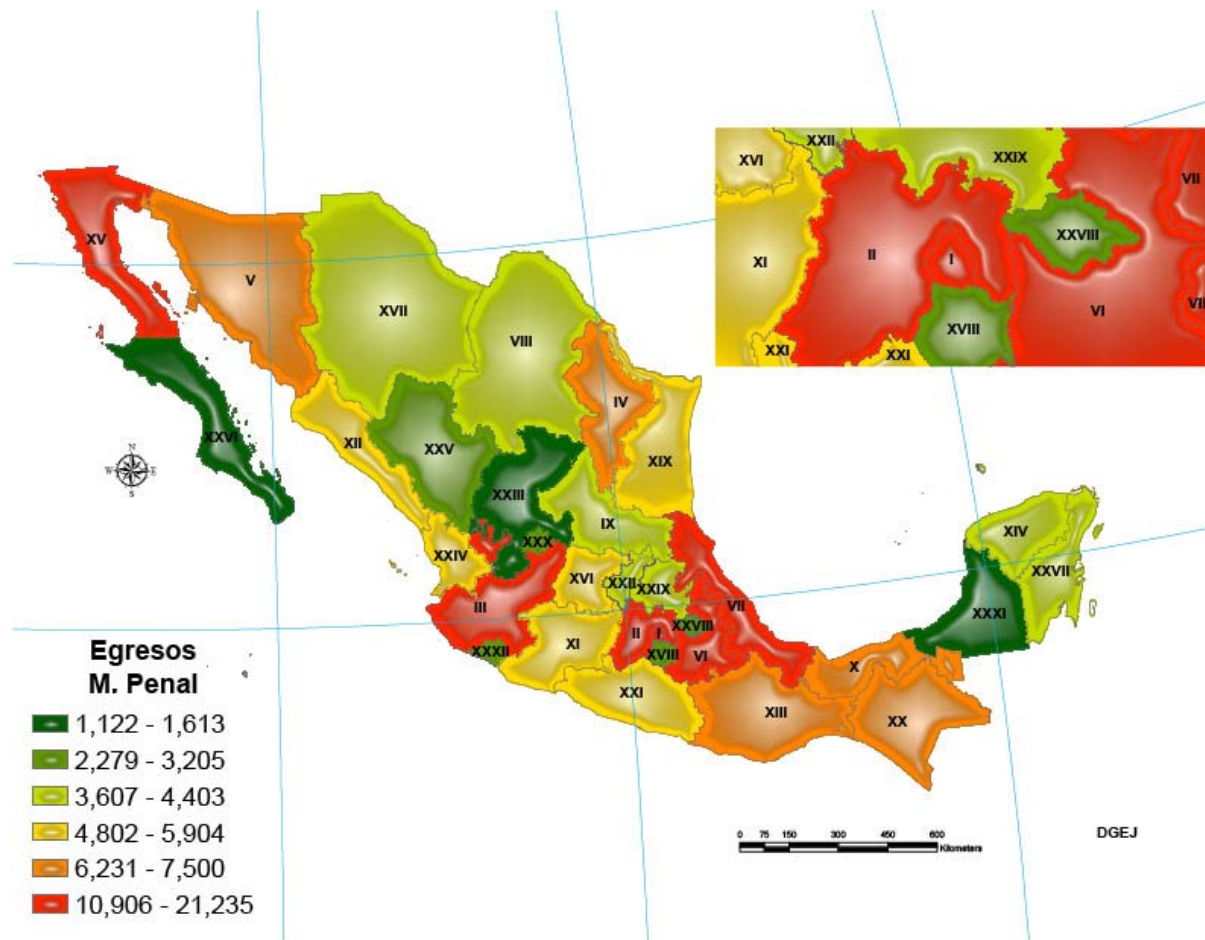 XXII
XXIX
XVI
VII
XXVIII
XI
II
I
VI
VII
XVIII
XXI
XXI
XV
V
XVII
VIII
IV
XII
XXV
XIX
XXVI
XXIII
IX
XXX
XXIV
XVI
XXII
XXIX
III
VII
II
I
XXVIII
XI
XVIII
VI
XXXII
XXI
X
XIII
XX
XIV
XXVII
XXXI
N
W
E
S
Egresos
M. Penal
1,122 - 1,613
2,279 - 3,205
3,607 - 4,403
4,802 - 5,904
6,231 - 7,500
10,906 - 21,235
DGEJ
0 75 150 300 450 600
Kilometers